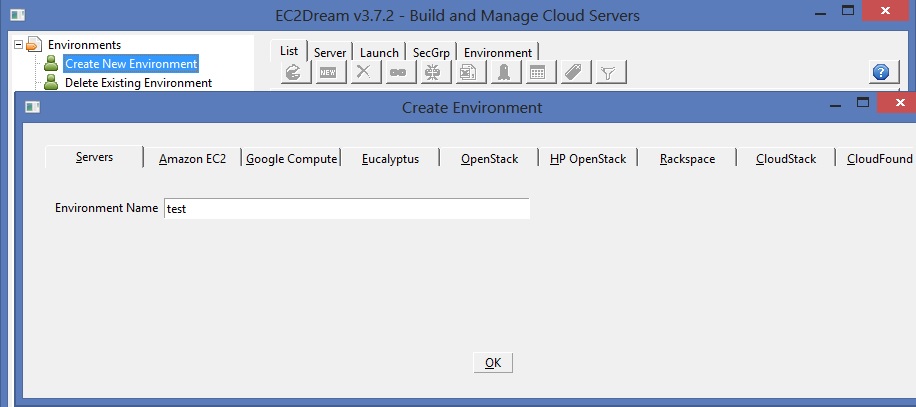 EC2Dream v3.7.2 - Build and Manage Cloud Servers
Environments
Create New Environment
Delete Existing Environment
List Server Launch SecGrp Environment
NEW
?
Create Environment
Servers Amazon EC2 Google Compute Eucalyptus OpenStack HP OpenStack Rackspace CloudStack CloudFound
Environment Name test
OK